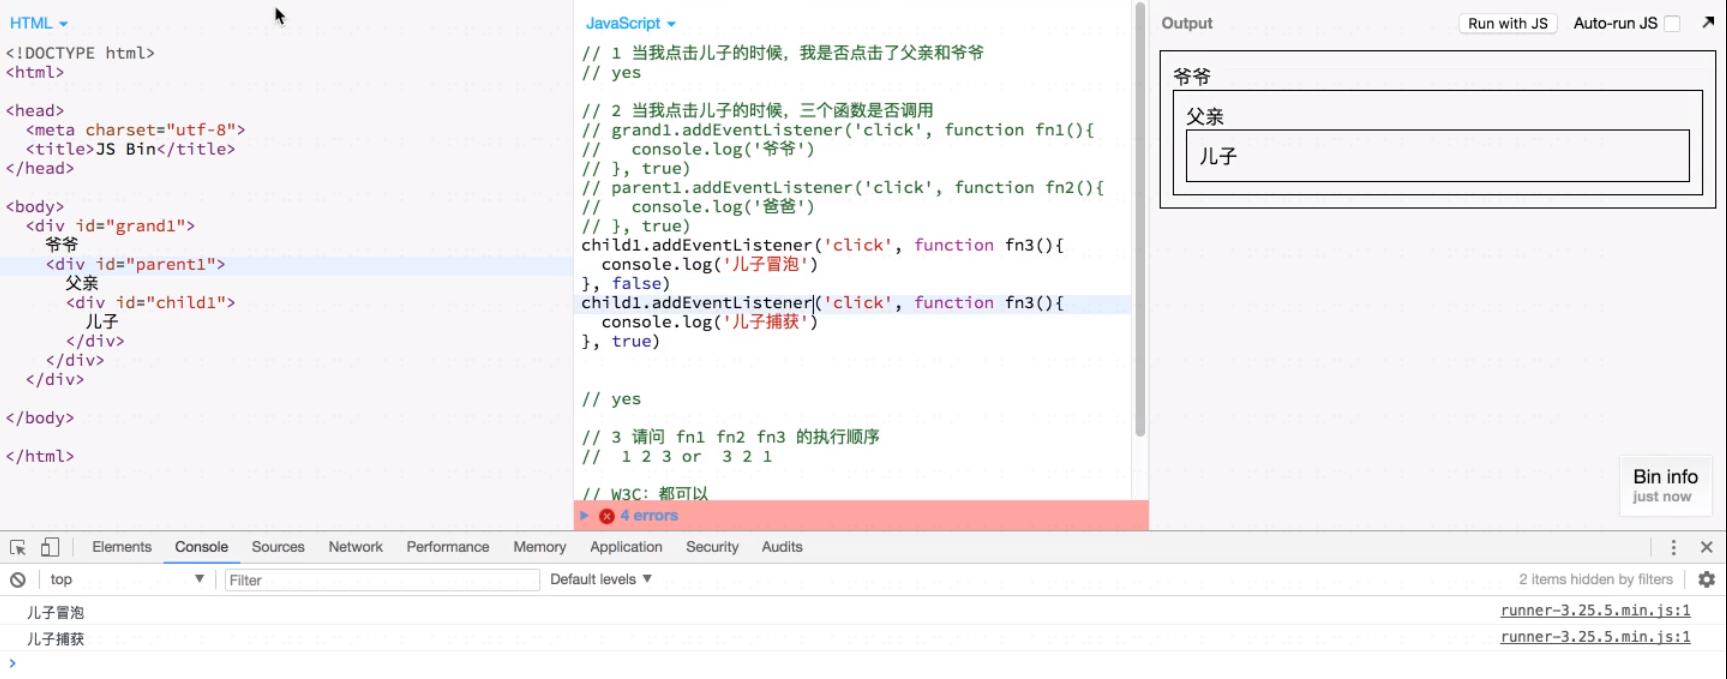 HTML
<!DOCTYPE html>
<html>
<head>
<meta charset="utf-8">
<title>JS Bin</title>
</head>
<body>
<div id="grand1">
爷爷
<div id="parent1">
父亲
<div id="child1">
儿子
</div>
</div>
</div>
</body>
</html>
JavaScript
// 1 当我点击儿子的时候，我是否点击了父亲和爷爷
// yes
// 2 当我点击儿子的时候，三个函数是否调用
// grand1.addEventListener('click', function fn1(){
//   console.log('爷爷')
// }, true)
// parent1.addEventListener('click', function fn2(){
//   console.log('爸爸')
// }, true)
child1.addEventListener('click', function fn3(){
console.log('儿子冒泡')
}, false)
child1.addEventListener('click', function fn3(){
console.log('儿子捕获')
}, true)
// yes
// 3 请问 fn1 fn2 fn3 的执行顺序
//  1 2 3 or  3 2 1
// W3C：都可以
4 errors
Output
Run with JS
Auto-run JS
爷爷
父亲
儿子
Bin info
just now
Elements Console Sources Network Performance Memory Application Security Audits
top Filter Default levels 2 items hidden by filters
儿子冒泡 runner-3.25.5.min.js:1
儿子捕获 runner-3.25.5.min.js:1